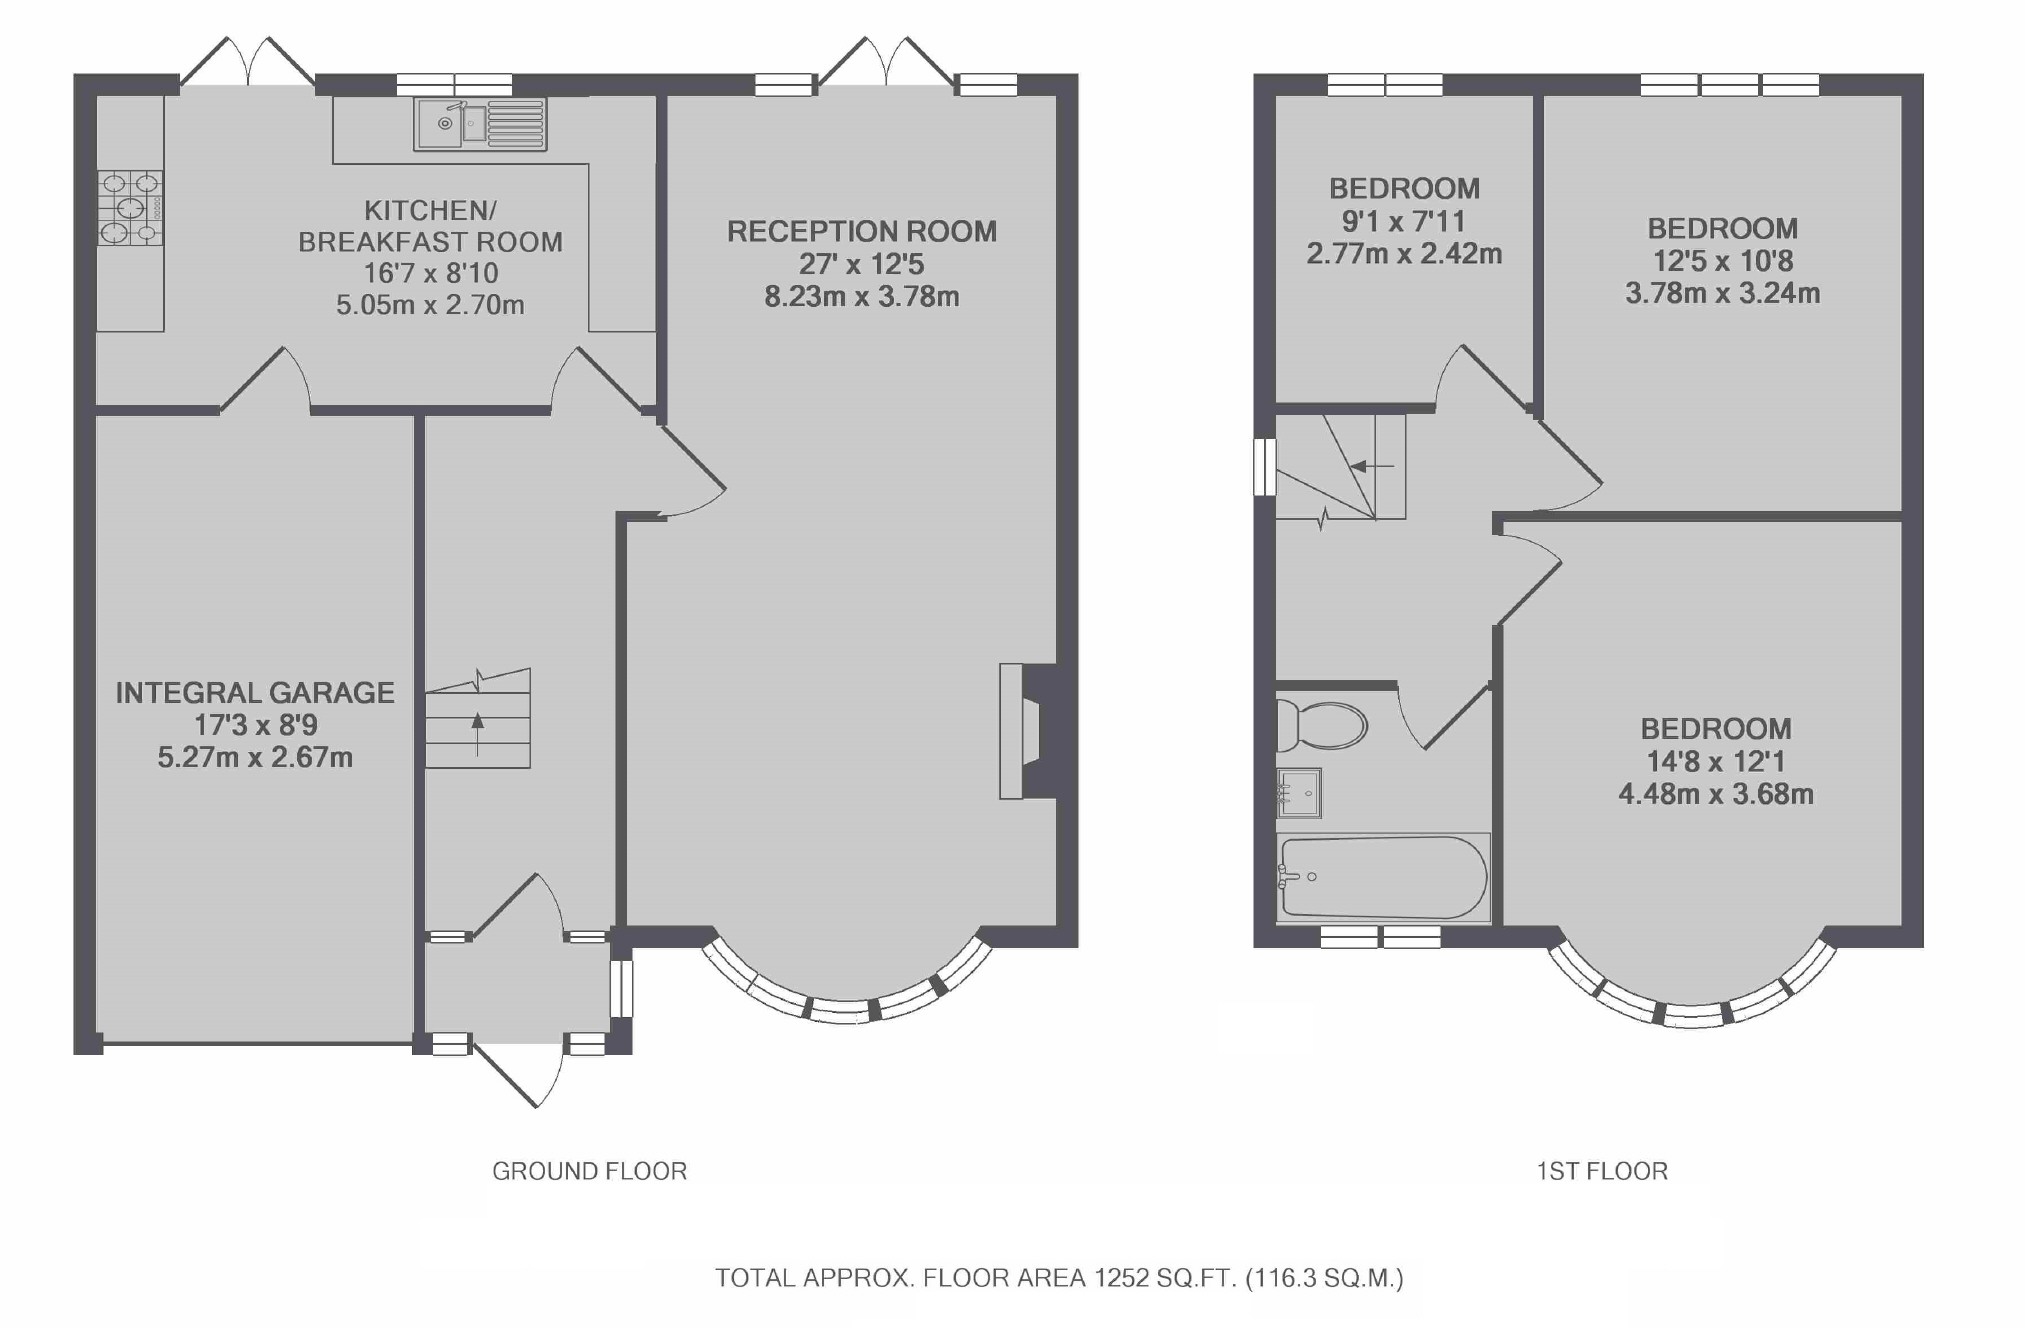 KITCHEN/
BREAKFAST ROOM
16'7 x 8'10
5.05m x 2.70m
RECEPTION ROOM
27' x 12'5
8.23m x 3.78m
INTEGRAL GARAGE
17'3 x 8'9
5.27m x 2.67m
GROUND FLOOR
BEDROOM
9'1 x 7'11
2.77m x 2.42m
BEDROOM
12'5 x 10'8
3.78m x 3.24m
BEDROOM
14'8 x 12'1
4.48m x 3.68m
1ST FLOOR
TOTAL APPROX. FLOOR AREA 1252 SQ.FT. (116.3 SQ.M.)